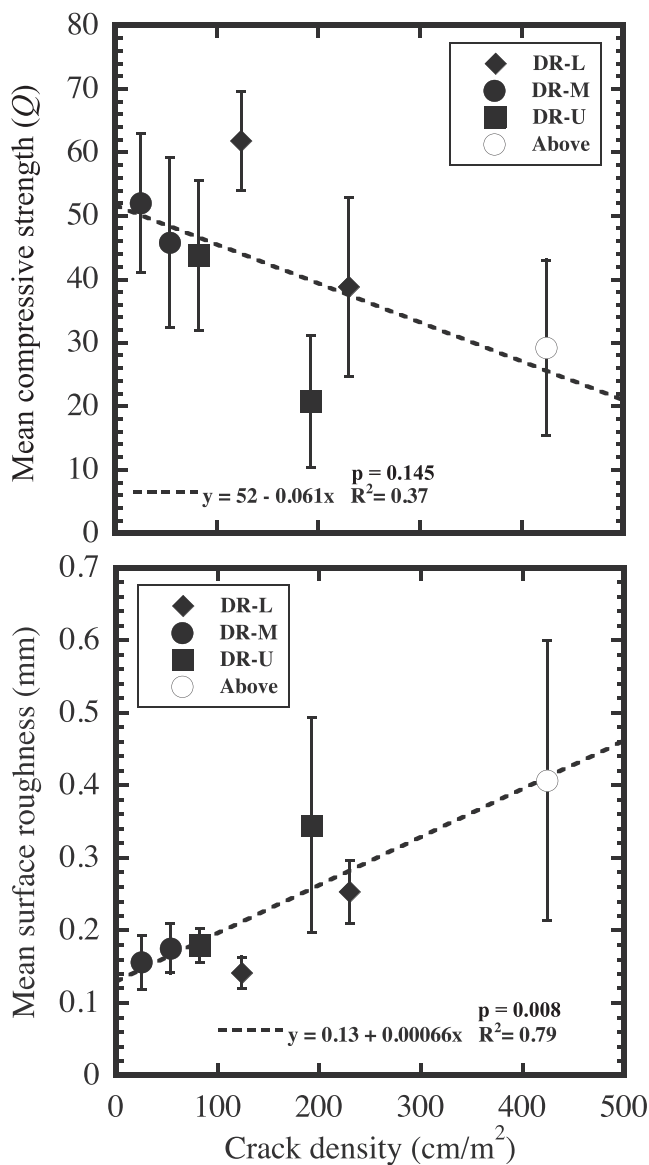 80
70
60
50
40
30
20
10
0
Mean compressive strength (Q)
DR-L
DR-M
DR-U
Above
p = 0.145
y = 52 - 0.061x R²= 0.37
0.7
0.6
0.5
0.4
0.3
0.2
0.1
0
Mean surface roughness (mm)
DR-L
DR-M
DR-U
Above
p = 0.008
y = 0.13 + 0.00066x R²= 0.79
0 100 200 300 400 500
Crack density (cm/m²)